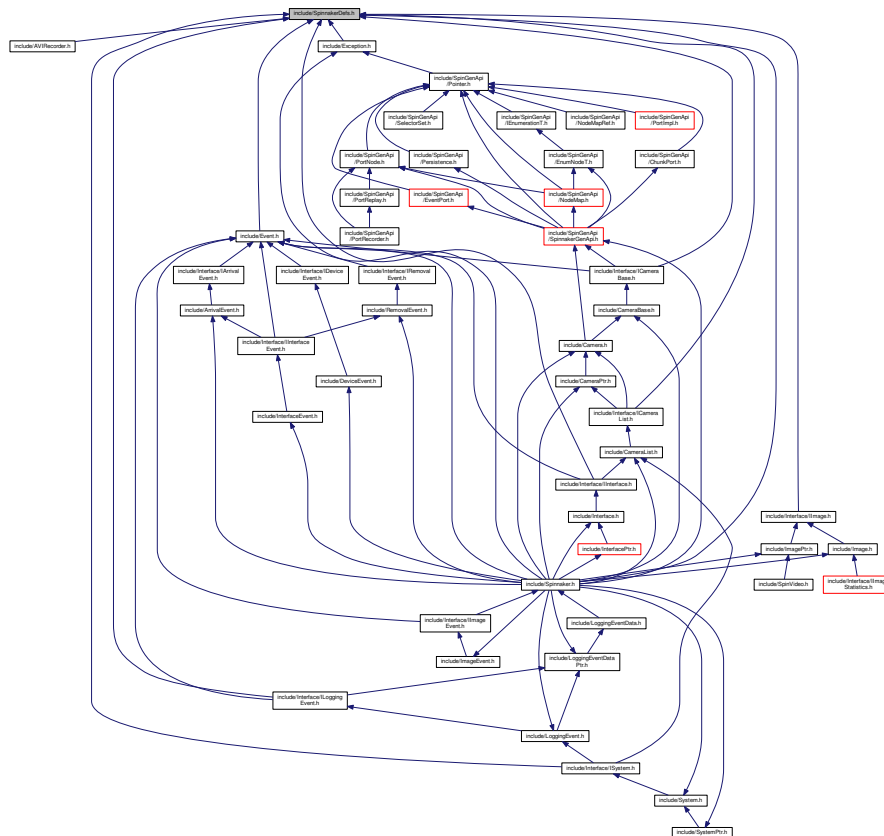 include/SpinnakerDefs.h
include/AVIRecorder.h
include/Exception.h
include/SpinGenApi
/Pointer.h
include/SpinGenApi
/SelectorSet.h
include/SpinGenApi
/IEnumerationT.h
include/SpinGenApi
/NodeMapRef.h
include/SpinGenApi
/PortImpl.h
include/SpinGenApi
/PortNode.h
include/SpinGenApi
/Persistence.h
include/SpinGenApi
/EnumNodeT.h
include/SpinGenApi
/ChunkPort.h
include/SpinGenApi
/PortReplay.h
include/SpinGenApi
/EventPort.h
include/SpinGenApi
/NodeMap.h
include/SpinGenApi
/PortRecorder.h
include/SpinGenApi
/SpinnakerGenApi.h
include/Event.h
include/Interface/IArrival
Event.h
include/Interface/IDevice
Event.h
include/Interface/IRemoval
Event.h
include/Interface/ICamera
Base.h
include/ArrivalEvent.h
include/RemovalEvent.h
include/CameraBase.h
include/Interface/IInterface
Event.h
include/Camera.h
include/DeviceEvent.h
include/CameraPtr.h
include/InterfaceEvent.h
include/Interface/ICamera
List.h
include/CameraList.h
include/Interface/IInterface.h
include/Interface.h
include/Interface/IImage.h
include/InterfacePtr.h
include/ImagePtr.h
include/Image.h
include/Spinnaker.h
include/SpinVideo.h
include/Interface/IImage
Statistics.h
include/Interface/IImage
Event.h
include/LoggingEventData.h
include/ImageEvent.h
include/LoggingEventData
Ptr.h
include/Interface/ILogging
Event.h
include/LoggingEvent.h
include/Interface/ISystem.h
include/System.h
include/SystemPtr.h